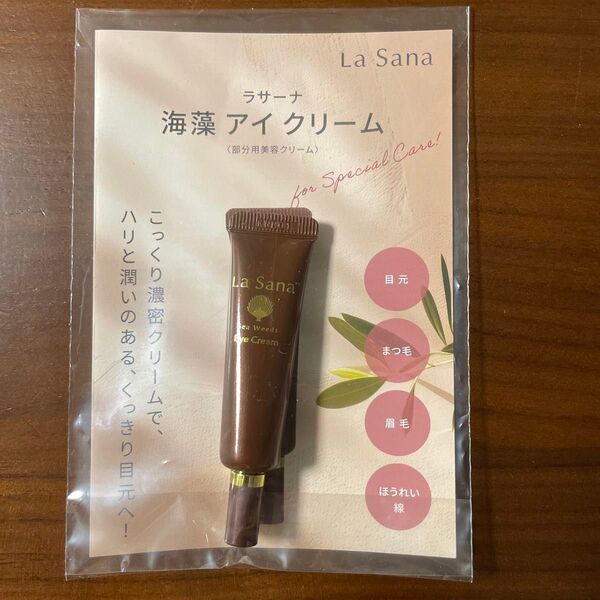 La Sana
ラサーナ
海藻 アイ クリーム
〈部分用美容クリーム〉
for Special Care!
こっくり濃密クリームで、
ハリと潤いのある、くっきり目元へ!
La Sana™
Sea Weeds
Eye Cream
目元
まつ毛
眉毛
ほうれい
線